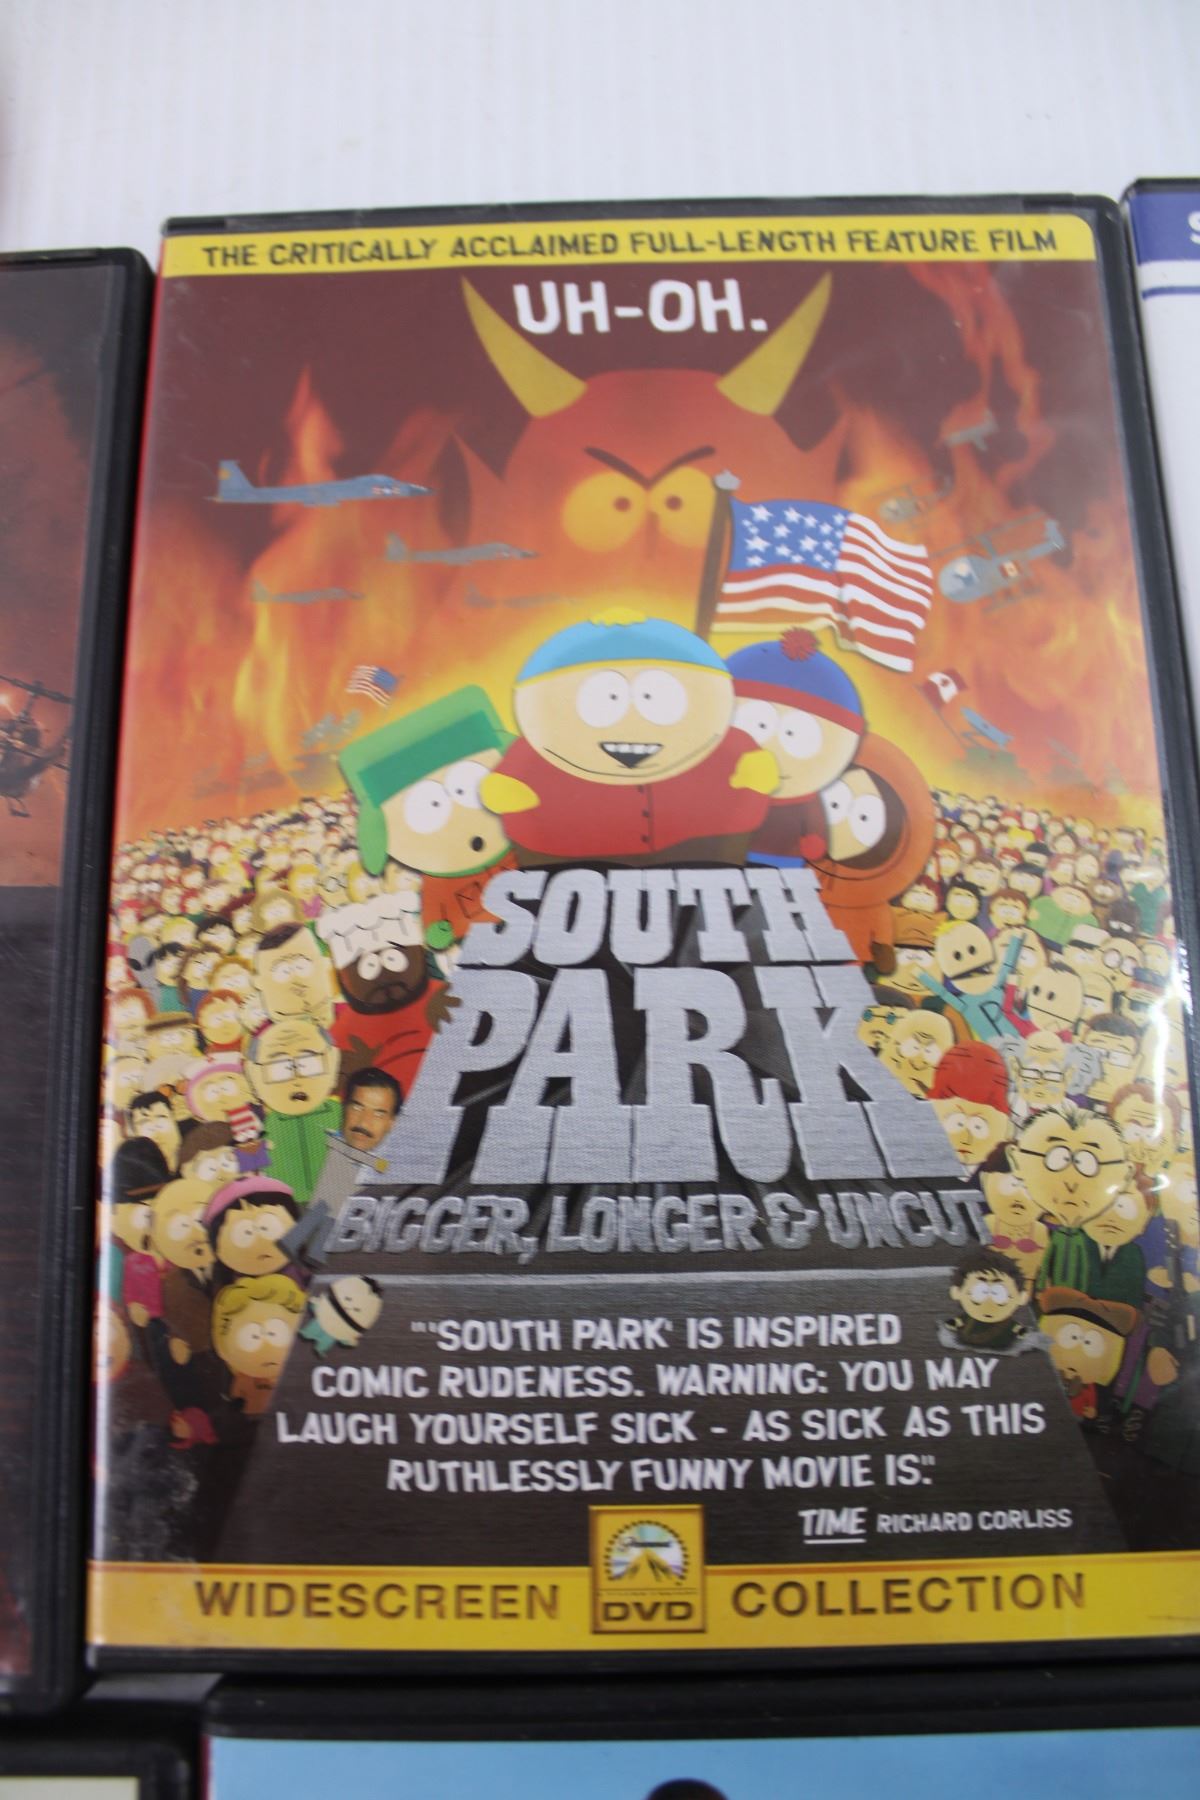 THE CRITICALLY ACCLAIMED FULL-LENGTH FEATURE FILM
UH-OH.
SOUTH
PARK
BIGGER, LONGER & UNCUT
"'SOUTH PARK' IS INSPIRED
COMIC RUDENESS. WARNING: YOU MAY
LAUGH YOURSELF SICK - AS SICK AS THIS
RUTHLESSLY FUNNY MOVIE IS."
TIME RICHARD CORLISS
Paramount
WIDESCREEN DVD COLLECTION